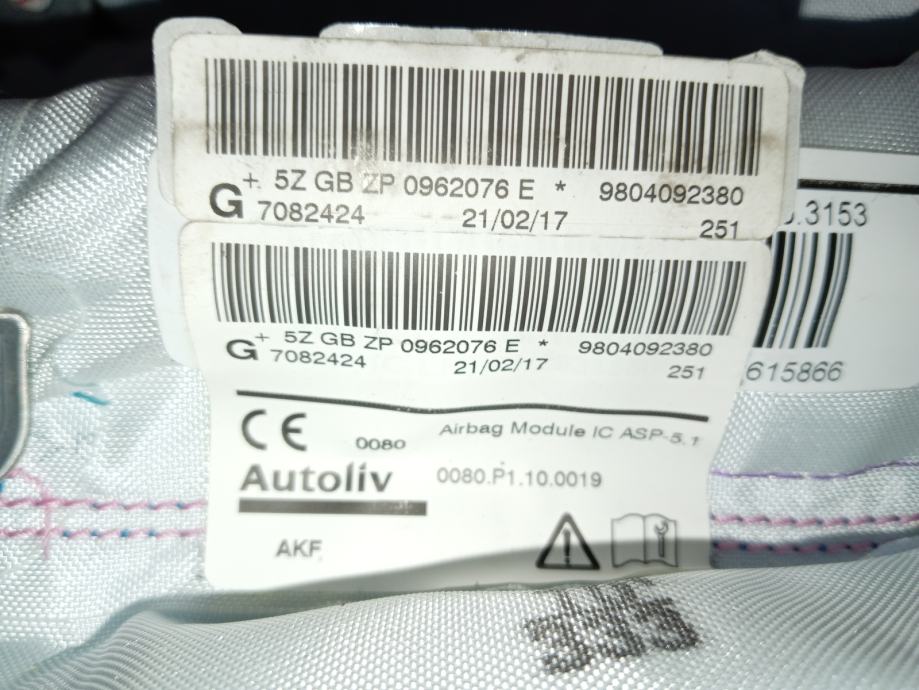 + 5Z GB ZP 0962076 E * 9804092380
G 7082424 21/02/17 251
.3153
+ 5Z GB ZP 0962076 E * 9804092380
G 7082424 21/02/17 251
615866
CE 0080 Airbag Module IC ASP-5.1
Autoliv 0080.P1.10.0019
AKF
333